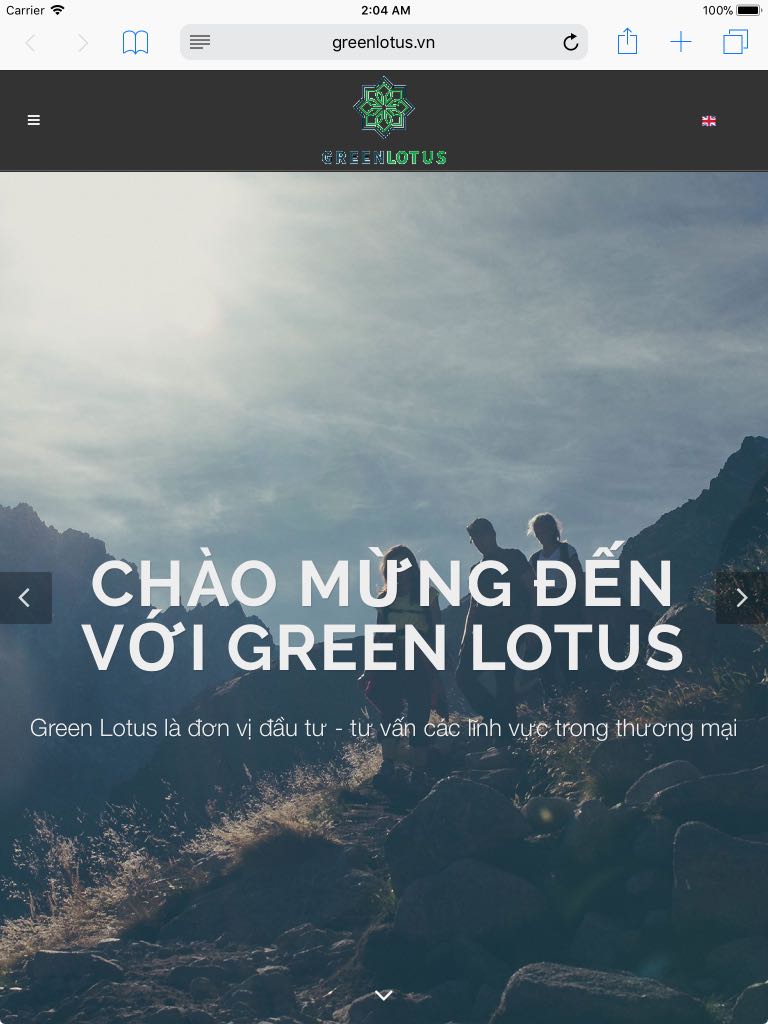 Carrier
2:04 AM
100%
greenlotus.vn
GREENLOTUS
CHÀO MỪNG ĐẾN
VỚI GREEN LOTUS
Green Lotus là đơn vị đầu tư - tư vấn các lĩnh vực trong thương mại